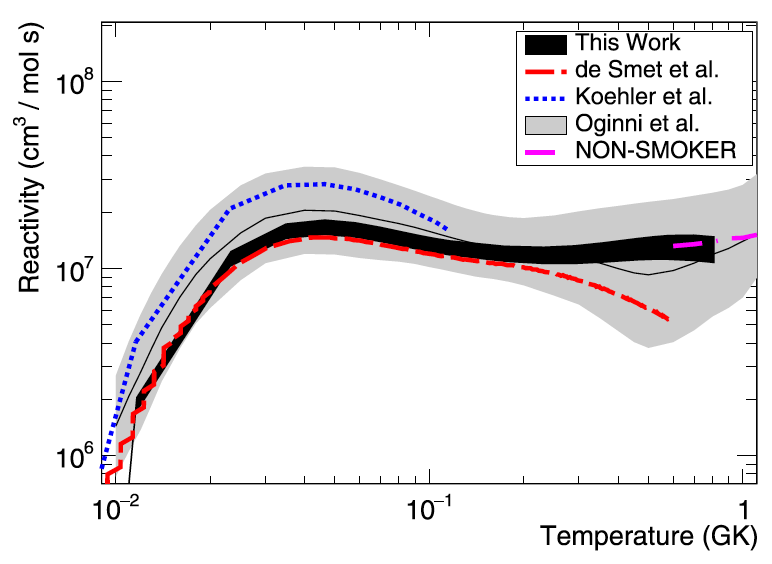 This Work
de Smet et al.
Koehler et al.
Oginni et al.
NON-SMOKER
Reactivity (cm³ / mol s)
10⁸
10⁷
10⁶
10⁻² 10⁻¹ 1
Temperature (GK)